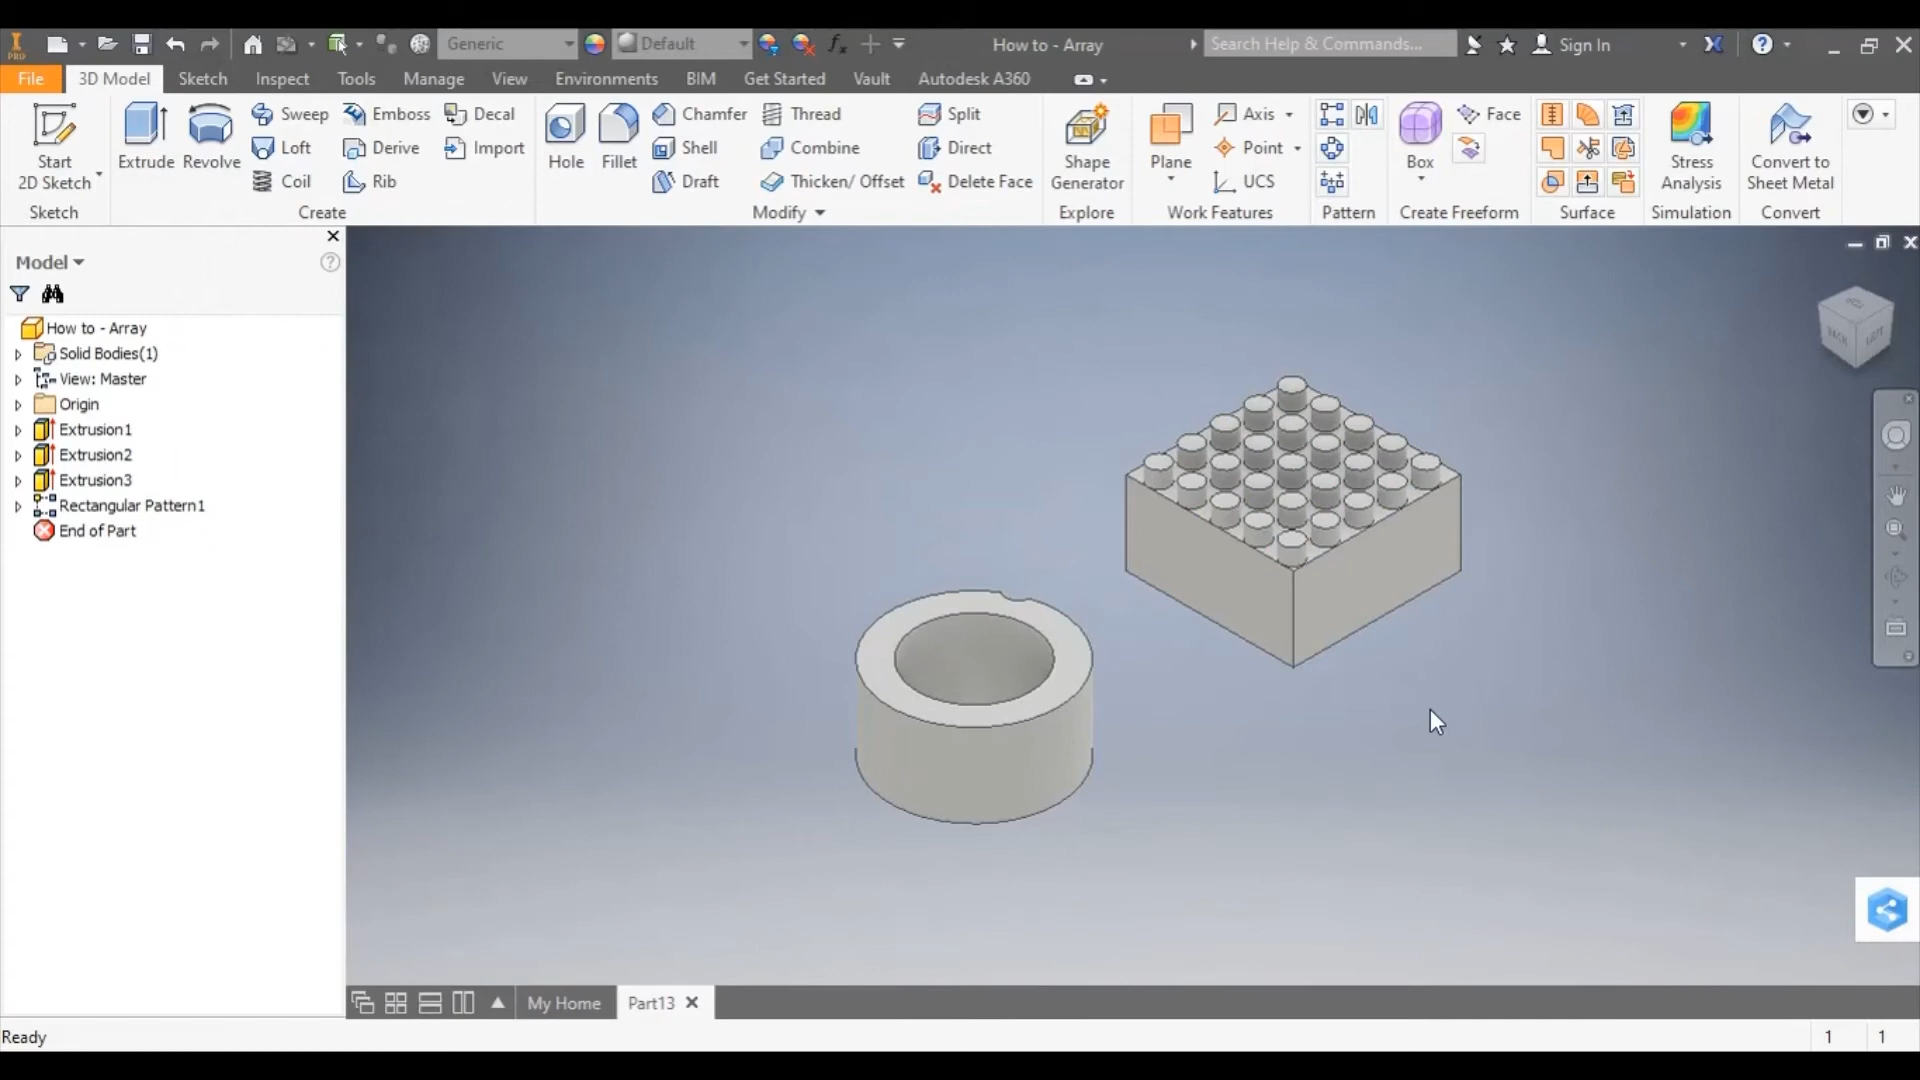 PRO Generic Default How to - Array Search Help & Commands... Sign In
File 3D Model Sketch Inspect Tools Manage View Environments BIM Get Started Vault Autodesk A360
Sweep Emboss Decal Chamfer Thread Split Axis Face
Loft Derive Import Shell Combine Direct Point
Start Extrude Revolve Hole Fillet Shape Plane Box Stress Convert to
2D Sketch Coil Rib Draft Thicken/ Offset Delete Face Generator UCS Analysis Sheet Metal
Sketch Create Modify Explore Work Features Pattern Create Freeform Surface Simulation Convert
Model
How to - Array
Solid Bodies(1)
View: Master
Origin
Extrusion1
Extrusion2
Extrusion3
Rectangular Pattern1
End of Part
BACK LEFT
My Home Part13
Ready 1 1